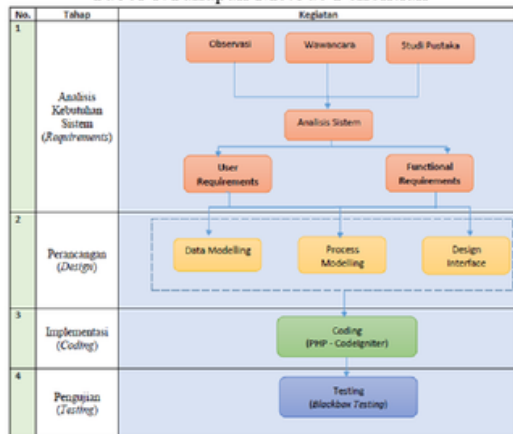 No. Tahap Kegiatan
1
Analisis
Kebutuhan
Sistem
(Requirements)
Observasi
Wawancara
Studi Pustaka
Analisis Sistem
User
Requirements
Functional
Requirements
2
Perancangan
(Design)
Data Modelling
Process
Modelling
Design
Interface
3
Implementasi
(Coding)
Coding
(PHP - CodeIgniter)
4
Pengujian
(Testing)
Testing
(Blackbox Testing)